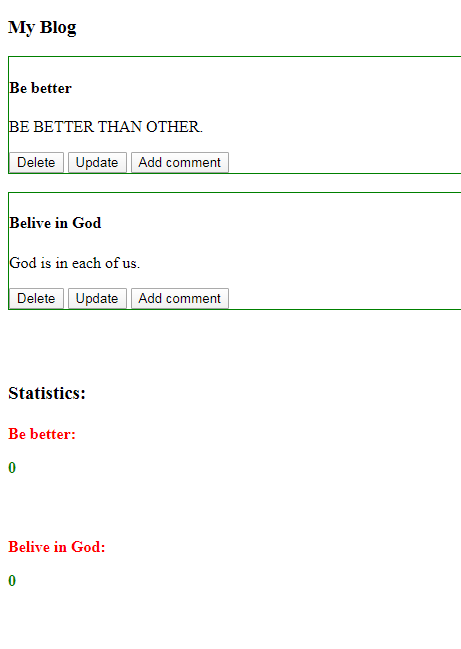 My Blog
Be better
BE BETTER THAN OTHER.
Delete Update Add comment
Belive in God
God is in each of us.
Delete Update Add comment
Statistics:
Be better:
0
Belive in God:
0